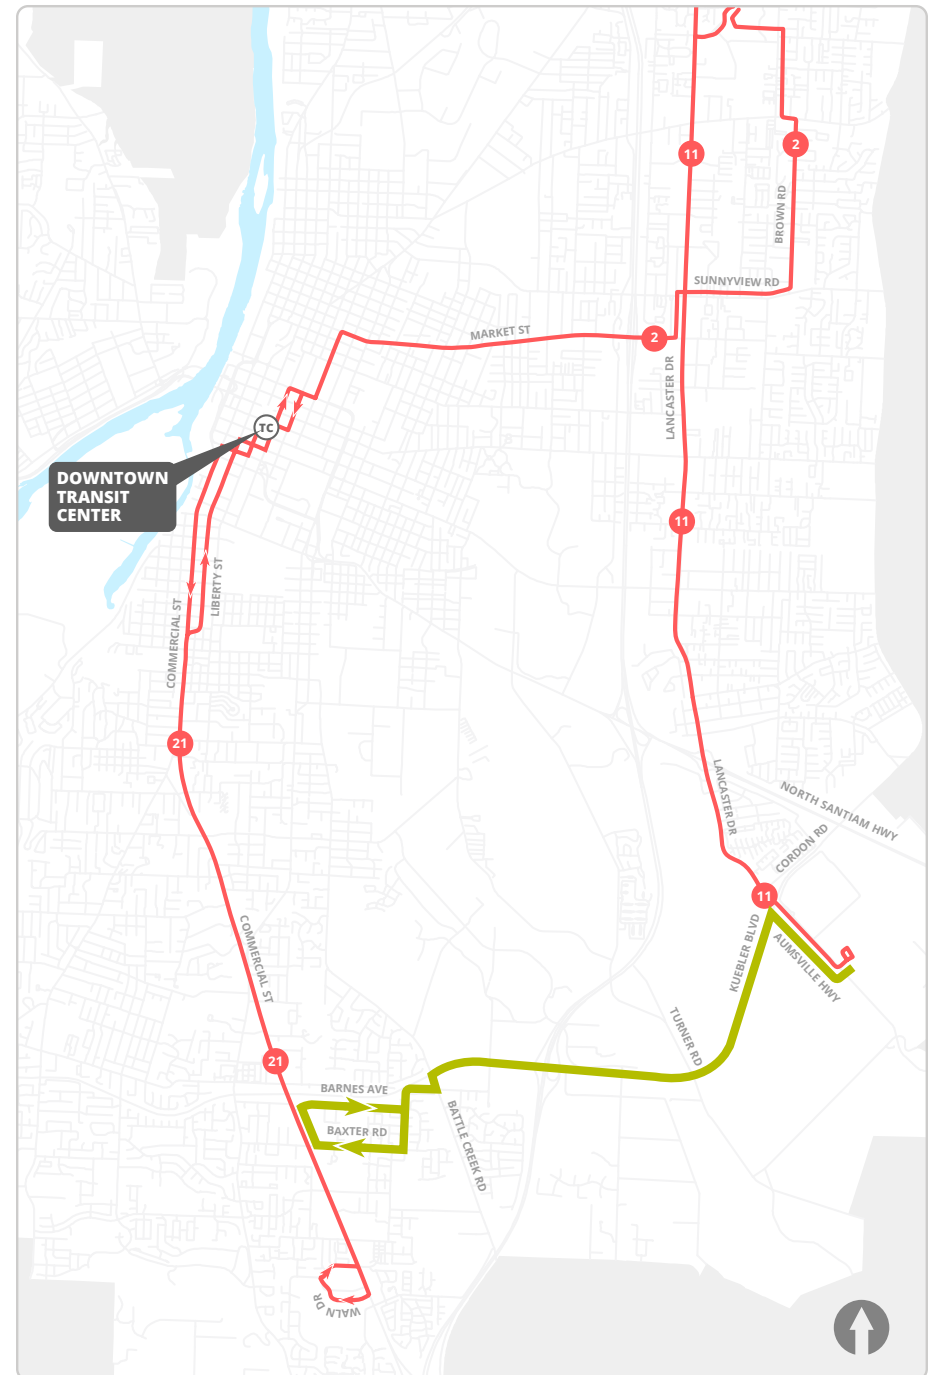 11
2
BROWN RD
SUNNYVIEW RD
MARKET ST
2
LANCASTER DR
TC
DOWNTOWN
TRANSIT
CENTER
11
LIBERTY ST
COMMERCIAL ST
21
LANCASTER DR
NORTH SANTIAM HWY
CORDON RD
11
KUEBLER BLVD
AUMSVILLE HWY
COMMERCIAL ST
TURNER RD
21
BARNES AVE
BAXTER RD
BATTLE CREEK RD
WALN DR